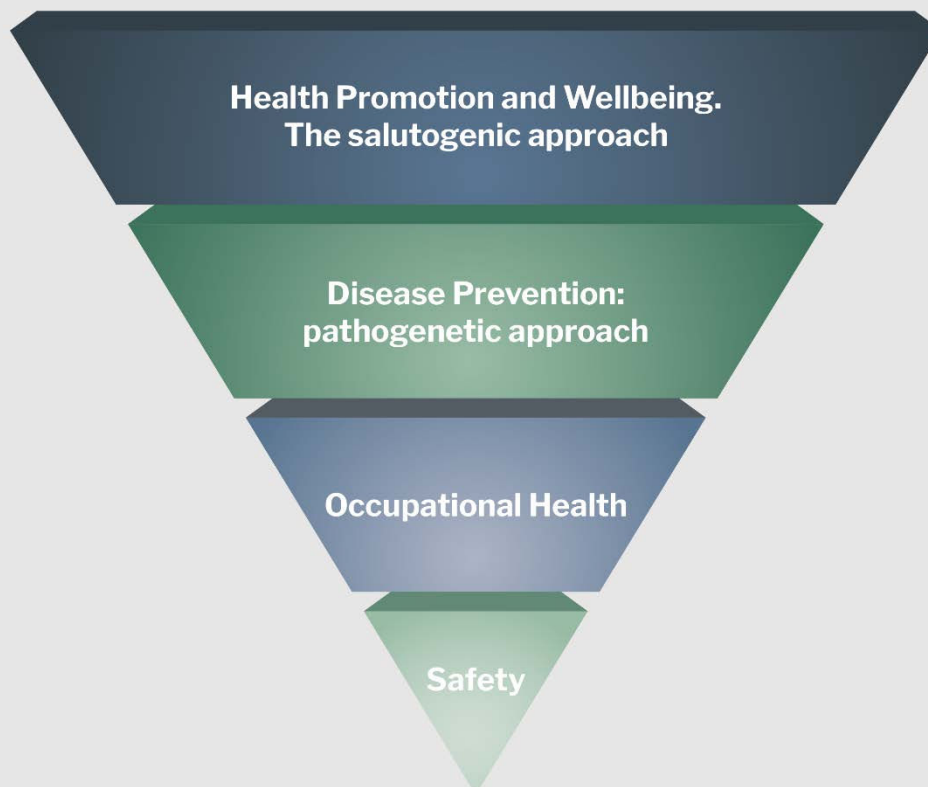 Health Promotion and Wellbeing.
The salutogenic approach
Disease Prevention:
pathogenetic approach
Occupational Health
Safety